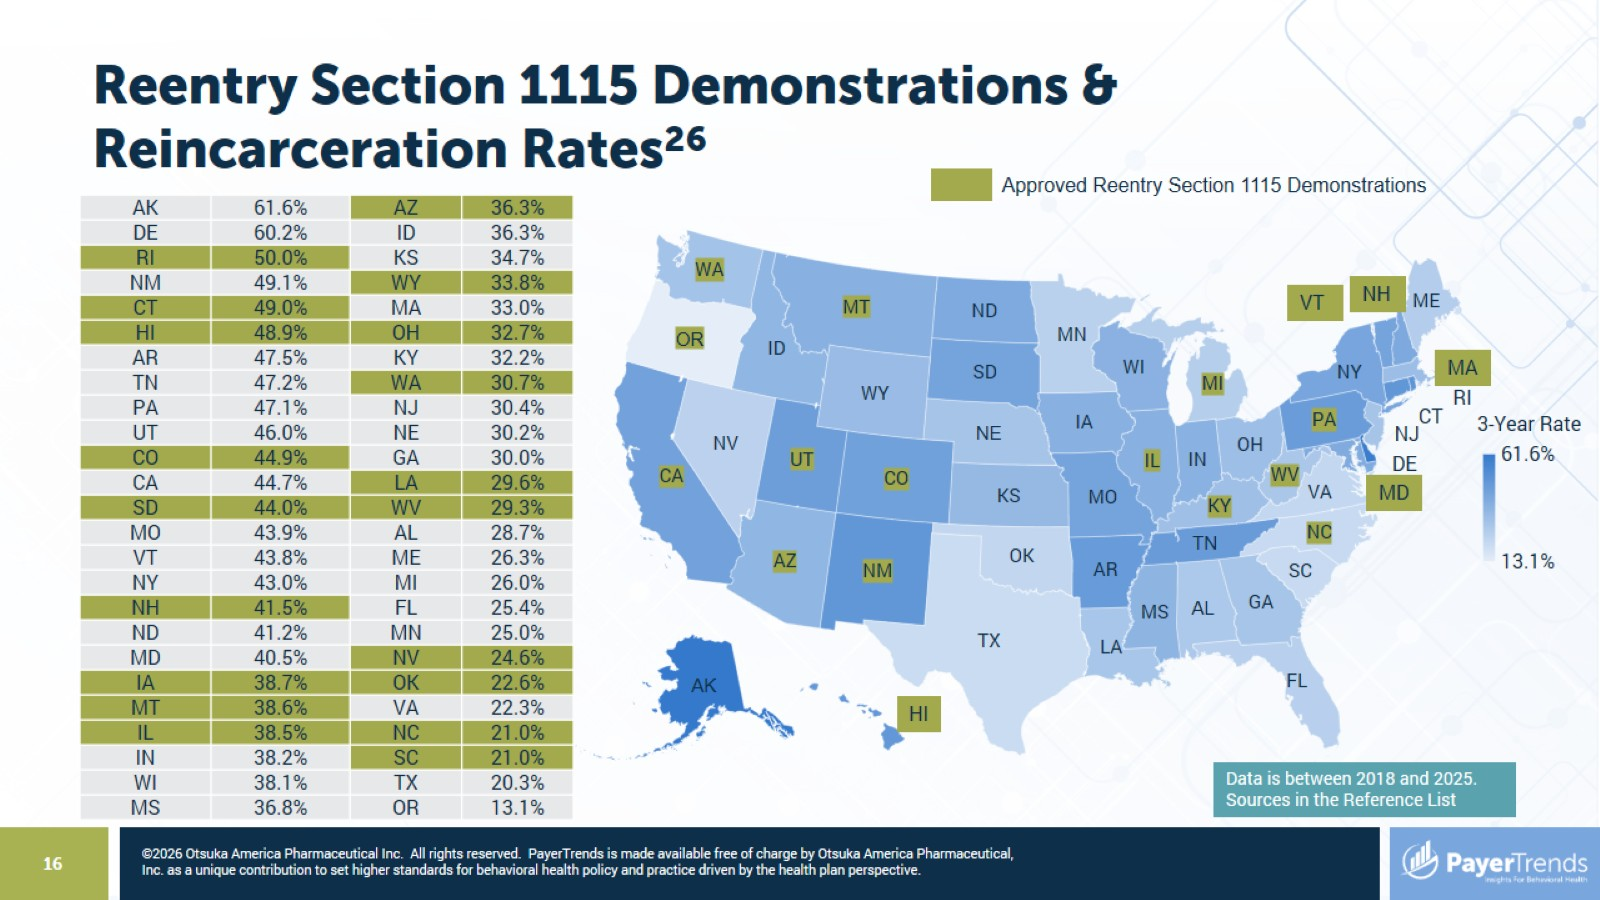 Reentry Section 1115 Demonstrations &
Reincarceration Rates26
Approved Reentry Section 1115 Demonstrations
AK 61.6% AZ 36.3%
DE 60.2% ID 36.3%
RI 50.0% KS 34.7%
NM 49.1% WY 33.8%
CT 49.0% MA 33.0%
HI 48.9% OH 32.7%
AR 47.5% KY 32.2%
TN 47.2% WA 30.7%
PA 47.1% NJ 30.4%
UT 46.0% NE 30.2%
CO 44.9% GA 30.0%
CA 44.7% LA 29.6%
SD 44.0% WV 29.3%
MO 43.9% AL 28.7%
VT 43.8% ME 26.3%
NY 43.0% MI 26.0%
NH 41.5% FL 25.4%
ND 41.2% MN 25.0%
MD 40.5% NV 24.6%
IA 38.7% OK 22.6%
MT 38.6% VA 22.3%
IL 38.5% NC 21.0%
IN 38.2% SC 21.0%
WI 38.1% TX 20.3%
MS 36.8% OR 13.1%
WA
MT
ND
MN
VT
NH
ME
OR
ID
SD
WI
MI
NY
MA
WY
RI
IA
CT
NV
NE
PA
NJ
CA
UT
CO
KS
MO
IL
IN
OH
WV
VA
DE
MD
KY
AZ
NM
OK
AR
TN
NC
SC
TX
LA
MS
AL
GA
FL
AK
HI
3-Year Rate
61.6%
13.1%
Data is between 2018 and 2025.
Sources in the Reference List
16
©2026 Otsuka America Pharmaceutical Inc. All rights reserved. PayerTrends is made available free of charge by Otsuka America Pharmaceutical,
Inc. as a unique contribution to set higher standards for behavioral health policy and practice driven by the health plan perspective.
PayerTrends
Insights For Behavioral Health